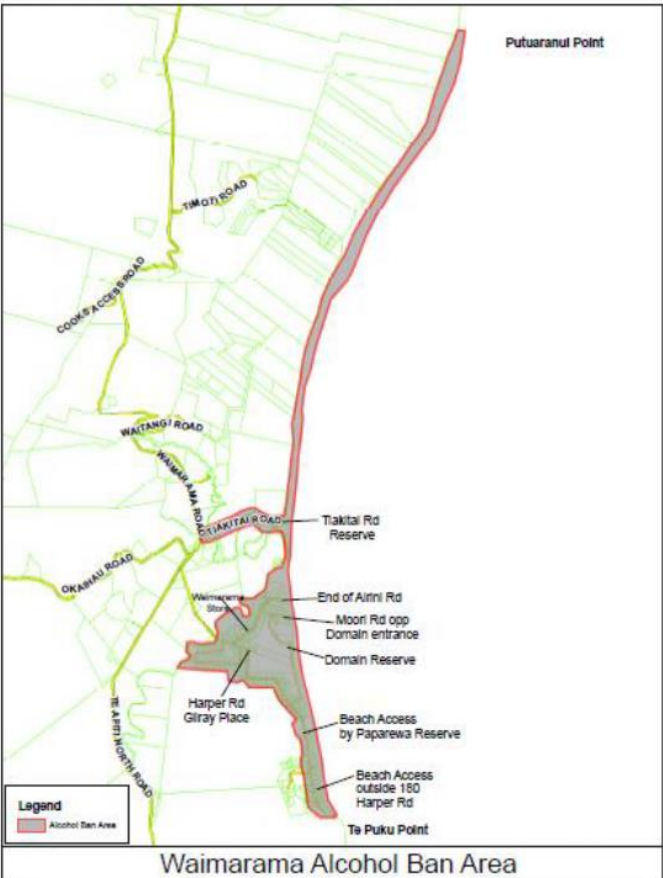 Putuaranui Point
TIMOTI ROAD
COOKS ACCESS ROAD
WAITANGI ROAD
WAIMARAMA ROAD
TIAKITAI ROAD
Tiakitai Rd
Reserve
OKAIHAU ROAD
Waimarama
Store
End of Airini Rd
Moori Rd opp
Domain entrance
Domain Reserve
Harper Rd
Gilray Place
TE APITI NORTH ROAD
Beach Access
by Paparewa Reserve
Beach Access
outside 180
Harper Rd
Te Puku Point
Legend
Alcohol Ban Area
Waimarama Alcohol Ban Area